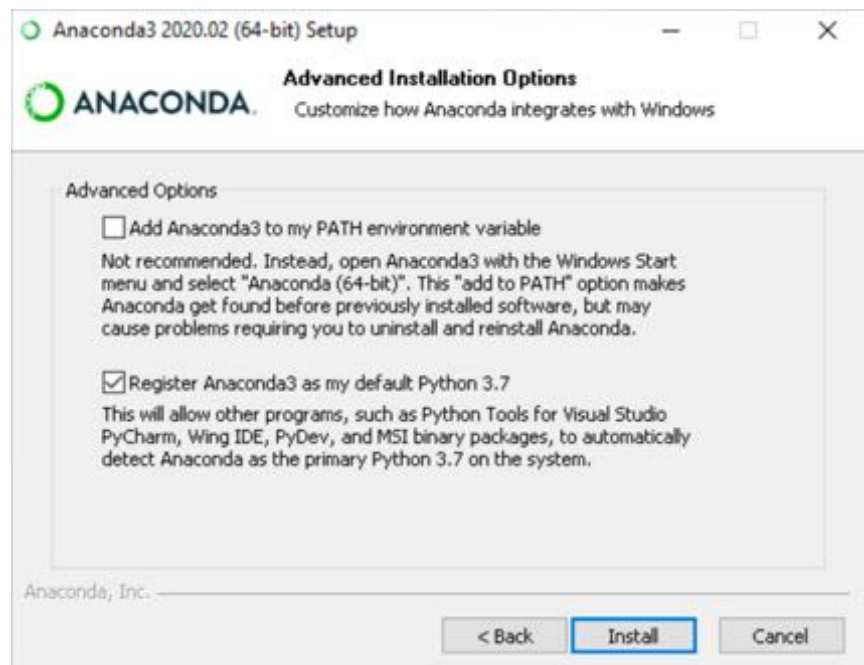 Anaconda3 2020.02 (64-bit) Setup
ANACONDA.
Advanced Installation Options
Customize how Anaconda integrates with Windows
Advanced Options
Add Anaconda3 to my PATH environment variable
Not recommended. Instead, open Anaconda3 with the Windows Start
menu and select "Anaconda (64-bit)". This "add to PATH" option makes
Anaconda get found before previously installed software, but may
cause problems requiring you to uninstall and reinstall Anaconda.
Register Anaconda3 as my default Python 3.7
This will allow other programs, such as Python Tools for Visual Studio
PyCharm, Wing IDE, PyDev, and MSI binary packages, to automatically
detect Anaconda as the primary Python 3.7 on the system.
Anaconda, Inc.
< Back
Install
Cancel